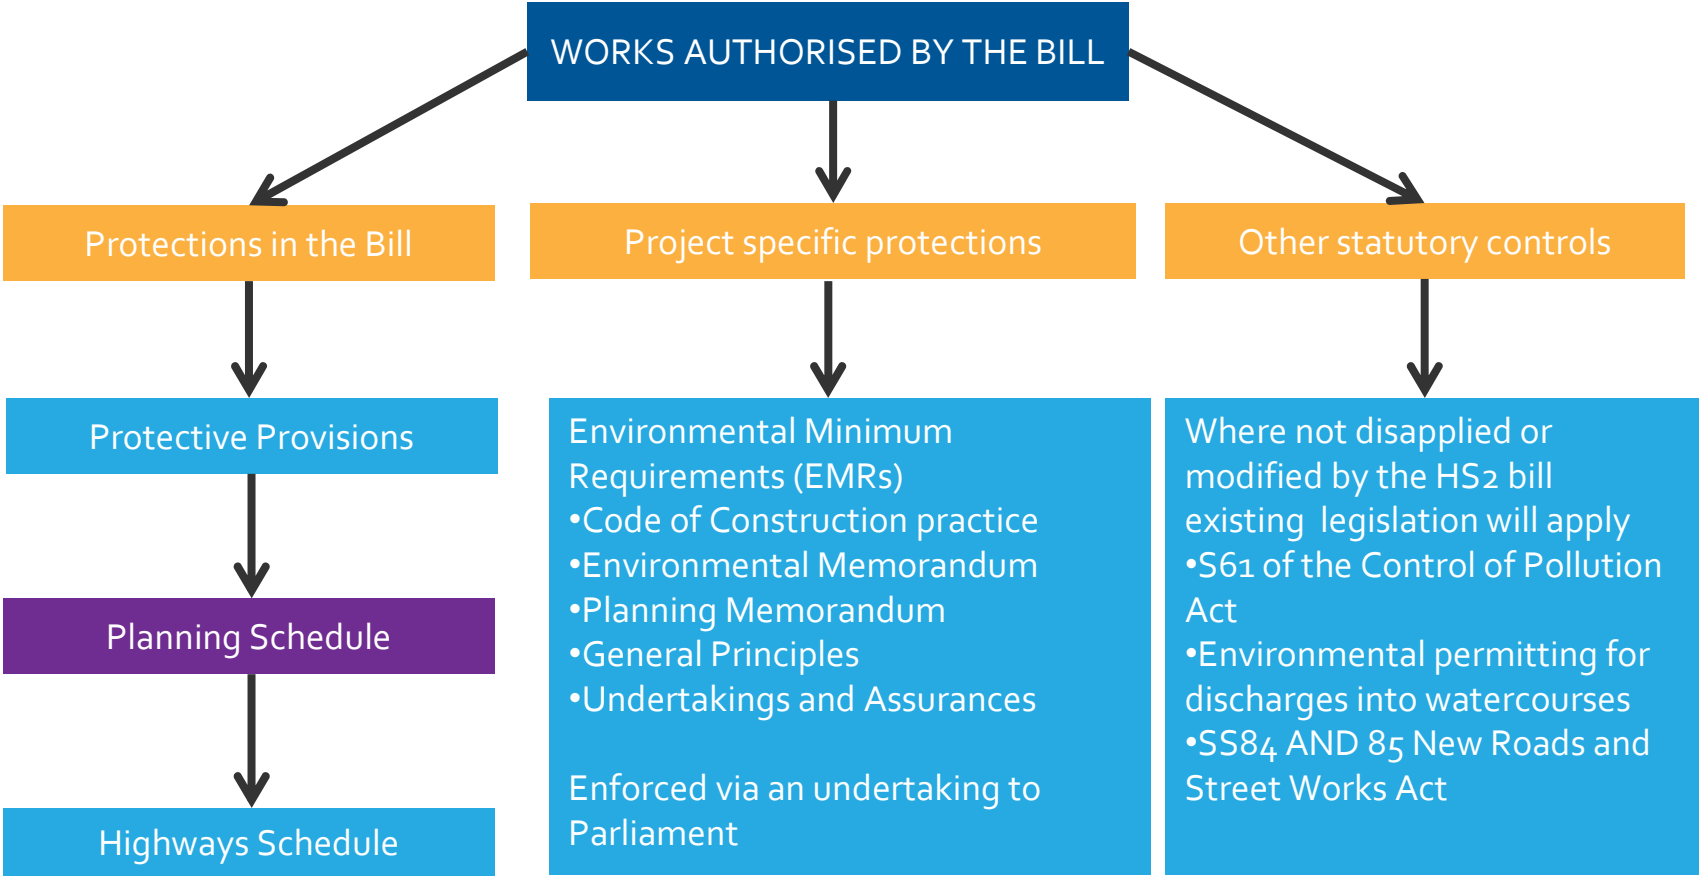 WORKS AUTHORISED BY THE BILL
Protections in the Bill
Project specific protections
Other statutory controls
Protective Provisions
Planning Schedule
Highways Schedule
Environmental Minimum
Requirements (EMRs)
•Code of Construction practice
•Environmental Memorandum
•Planning Memorandum
•General Principles
•Undertakings and Assurances
Enforced via an undertaking to
Parliament
Where not disapplied or
modified by the HS2 bill
existing  legislation will apply
•S61 of the Control of Pollution
Act
•Environmental permitting for
discharges into watercourses
•SS84 AND 85 New Roads and
Street Works Act